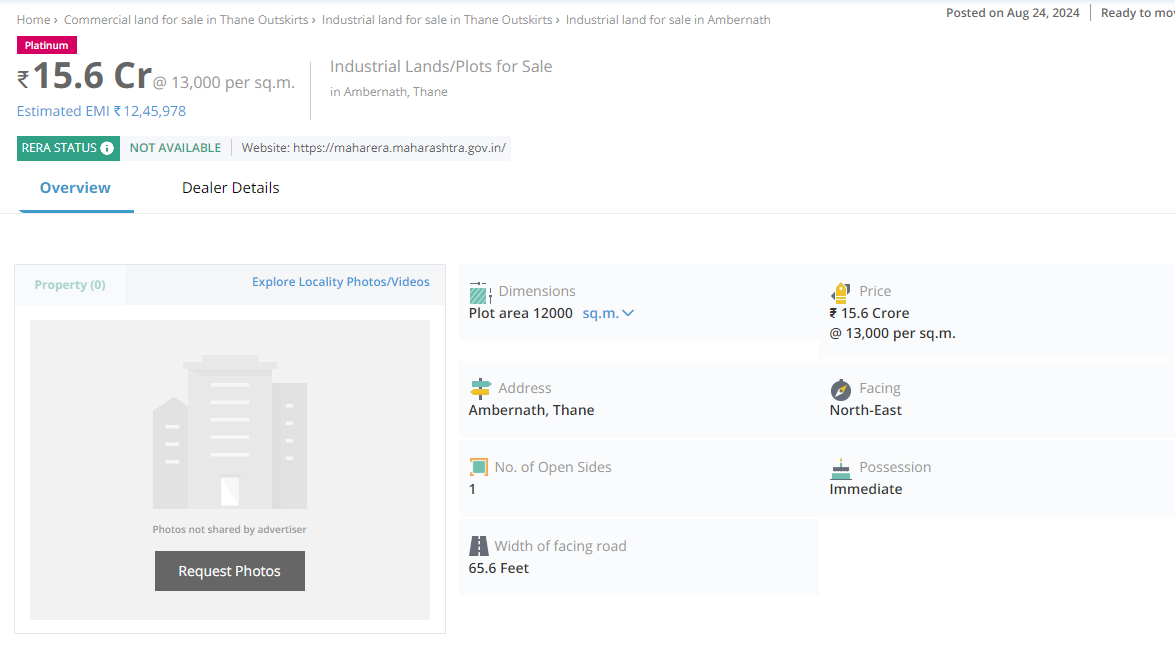 Home › Commercial land for sale in Thane Outskirts › Industrial land for sale in Thane Outskirts › Industrial land for sale in Ambernath
Posted on Aug 24, 2024 | Ready to mov
Platinum
₹15.6 Cr @ 13,000 per sq.m.
Estimated EMI ₹12,45,978
Industrial Lands/Plots for Sale
in Ambernath, Thane
RERA STATUS i NOT AVAILABLE | Website: https://maharera.maharashtra.gov.in/
Overview Dealer Details
Property (0) Explore Locality Photos/Videos
Photos not shared by advertiser
Request Photos
Dimensions
Plot area 12000 sq.m.
Price
₹ 15.6 Crore
@ 13,000 per sq.m.
Address
Ambernath, Thane
Facing
North-East
No. of Open Sides
1
Possession
Immediate
Width of facing road
65.6 Feet